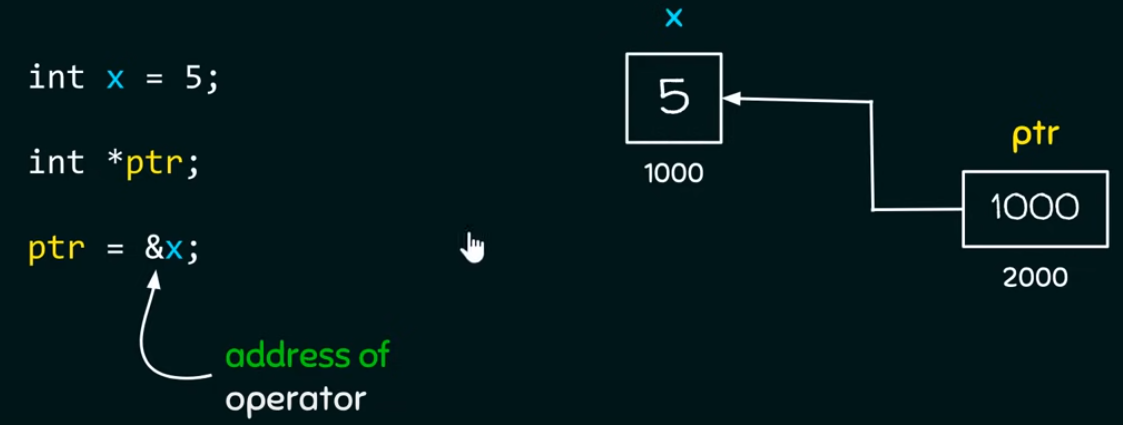 int x = 5;
int *ptr;
ptr = &x;
address of
operator
x
5
1000
ptr
1000
2000